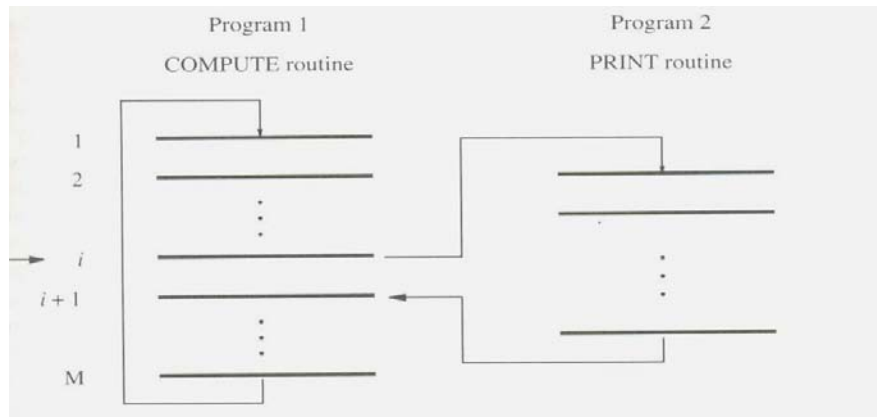 Program 1
COMPUTE routine
Program 2
PRINT routine
1
2
i
i + 1
M